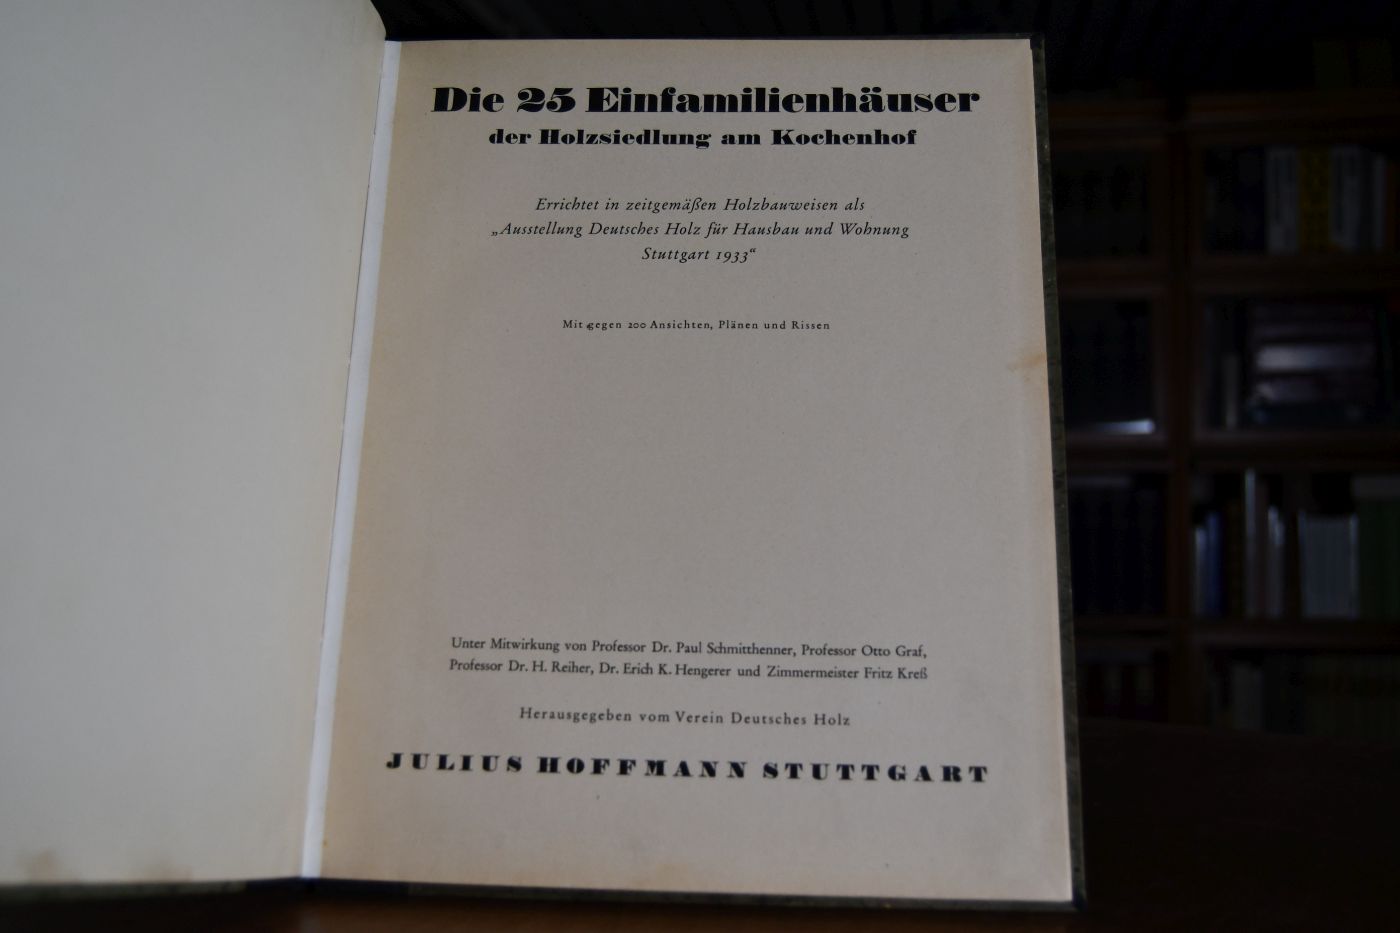 Die 25 Einfamilienhäuser
der Holzsiedlung am Kochenhof
Errichtet in zeitgemäßen Holzbauweisen als
„Ausstellung Deutsches Holz für Hausbau und Wohnung
Stuttgart 1933“
Mit gegen 200 Ansichten, Plänen und Rissen
Unter Mitwirkung von Professor Dr. Paul Schmitthenner, Professor Otto Graf,
Professor Dr. H. Reiher, Dr. Erich K. Hengerer und Zimmermeister Fritz Kreß
Herausgegeben vom Verein Deutsches Holz
JULIUS HOFFMANN STUTTGART